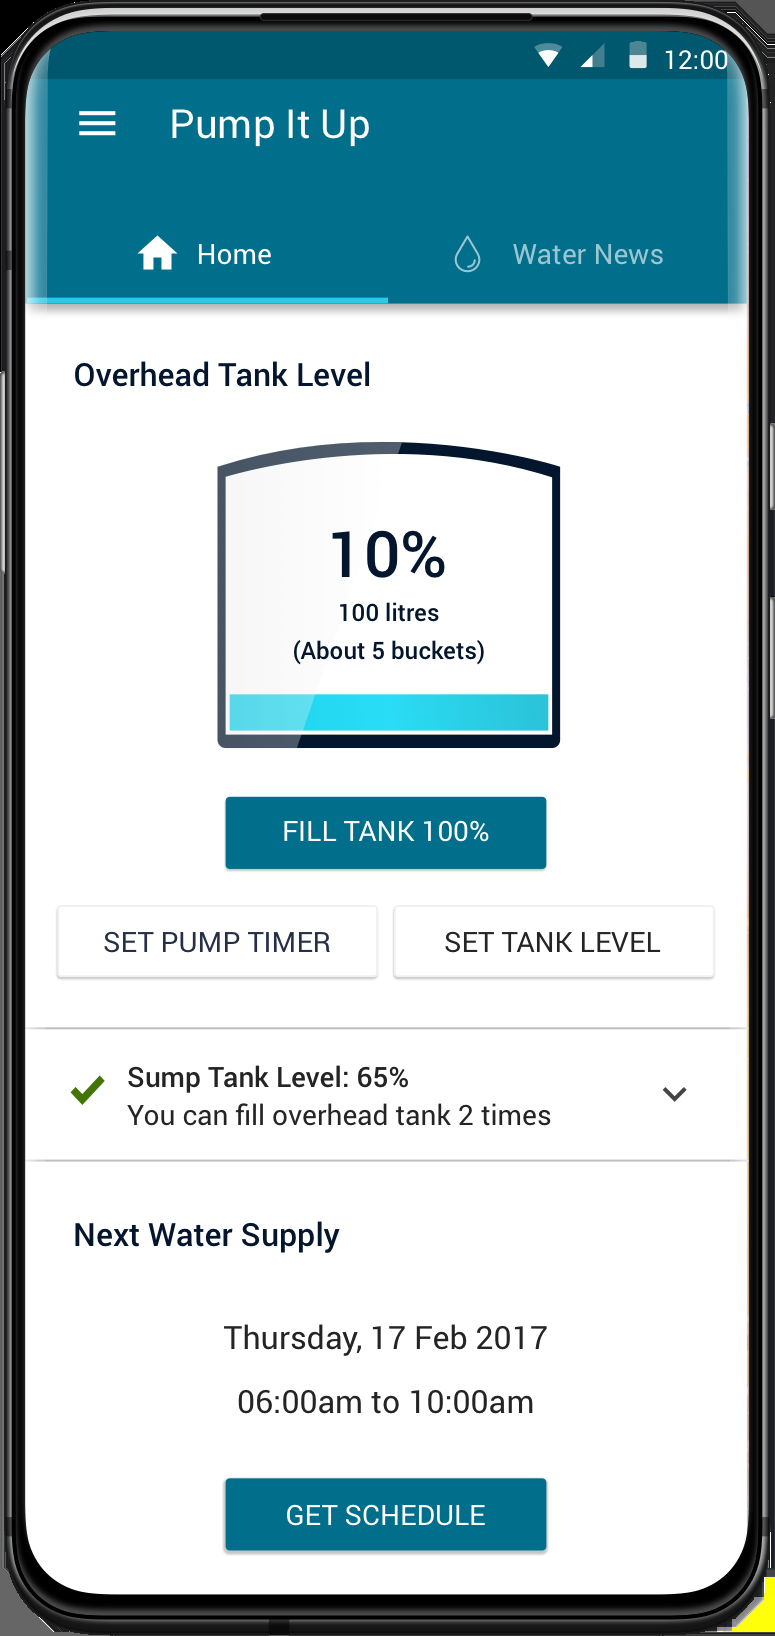 12:00
Pump It Up
Home
Water News
Overhead Tank Level
10%
100 litres
(About 5 buckets)
FILL TANK 100%
SET PUMP TIMER
SET TANK LEVEL
Sump Tank Level: 65%
You can fill overhead tank 2 times
Next Water Supply
Thursday, 17 Feb 2017
06:00am to 10:00am
GET SCHEDULE